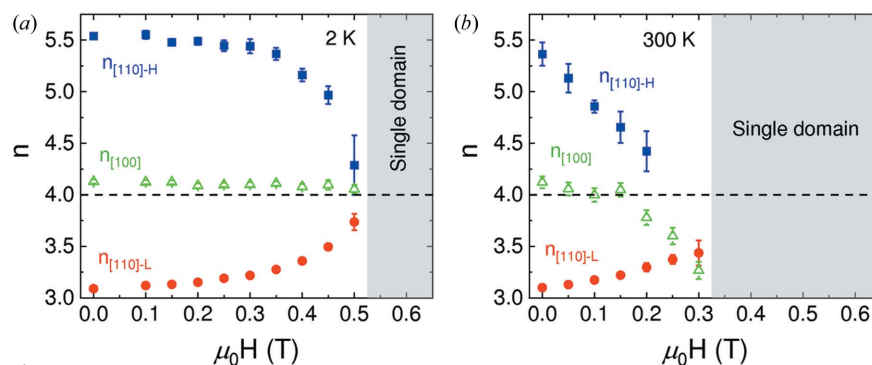 (a)
2 K
5.5
n[110]-H
5.0
4.5
n[100]
4.0
3.5
n[110]-L
3.0
n
Single domain
0.0 0.1 0.2 0.3 0.4 0.5 0.6
μ0H (T)
(b)
300 K
5.5
n[110]-H
5.0
4.5
n[100]
4.0
3.5
n[110]-L
3.0
n
Single domain
0.0 0.1 0.2 0.3 0.4 0.5 0.6
μ0H (T)